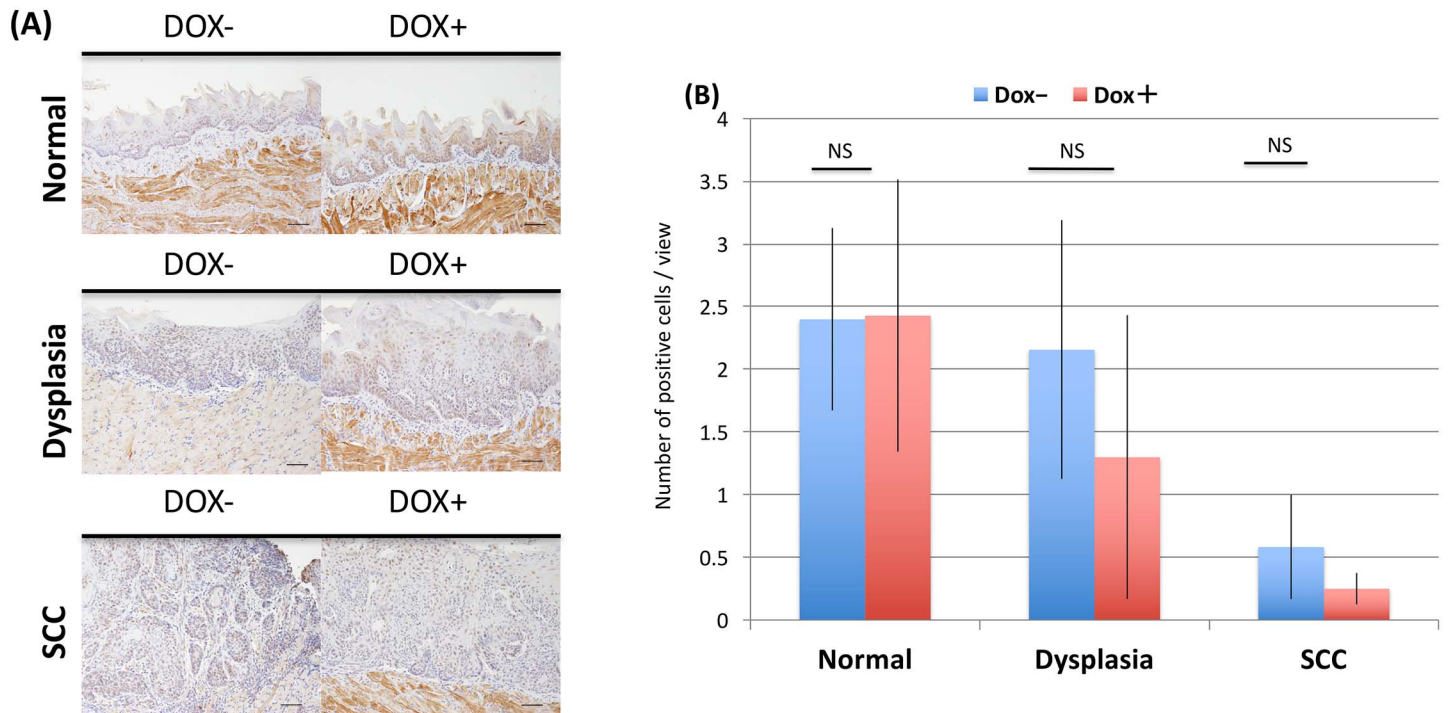 (A)
DOX- DOX+
Normal
DOX- DOX+
Dysplasia
DOX- DOX+
SCC
(B)
Dox− Dox＋
Number of positive cells / view
4
3.5
3
2.5
2
1.5
1
0.5
0
NS NS NS
Normal Dysplasia SCC